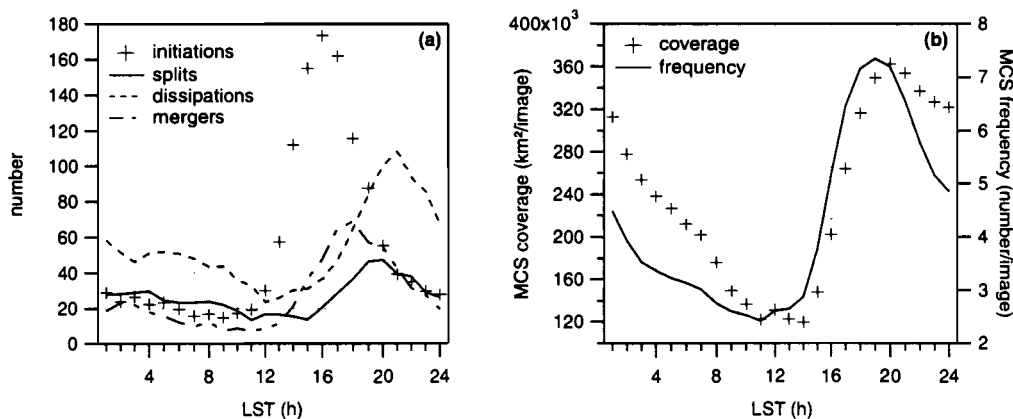 180
160
140
120
100
80
60
40
20
0
number
(a)
initiations
splits
dissipations
mergers
4
8
12
16
20
24
LST (h)
400x10³
360
320
280
240
200
160
120
MCS coverage (km²/image)
(b)
coverage
frequency
8
7
6
5
4
3
2
MCS frequency (number/image)
4
8
12
16
20
24
LST (h)